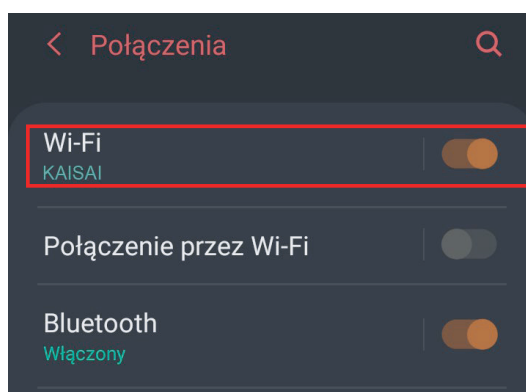 Połączenia
Wi-Fi
KAISAI
Połączenie przez Wi-Fi
Bluetooth
Włączony